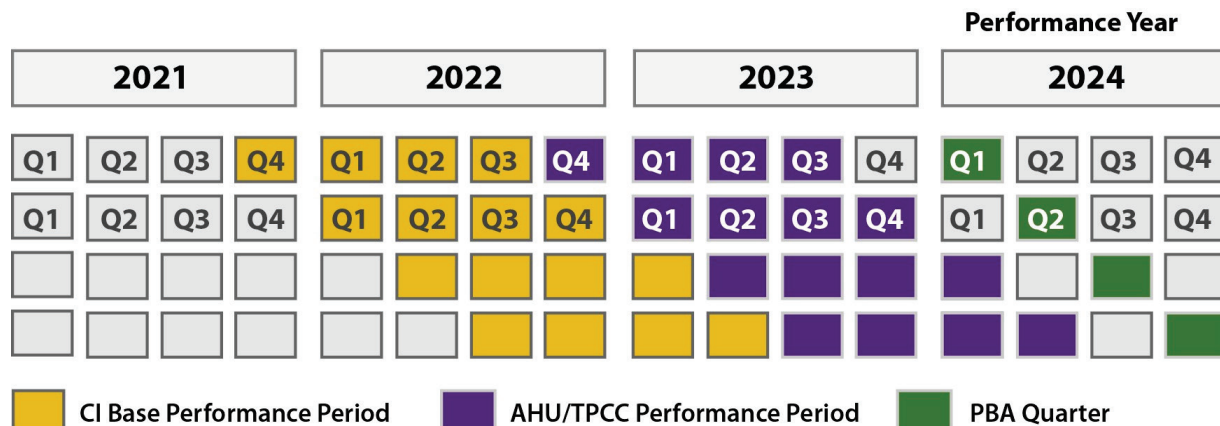 Performance Year
2021 2022 2023 2024
Q1 Q2 Q3 Q4 Q1 Q2 Q3 Q4 Q1 Q2 Q3 Q4 Q1 Q2 Q3 Q4
Q1 Q2 Q3 Q4 Q1 Q2 Q3 Q4 Q1 Q2 Q3 Q4 Q1 Q2 Q3 Q4
CI Base Performance Period AHU/TPCC Performance Period PBA Quarter